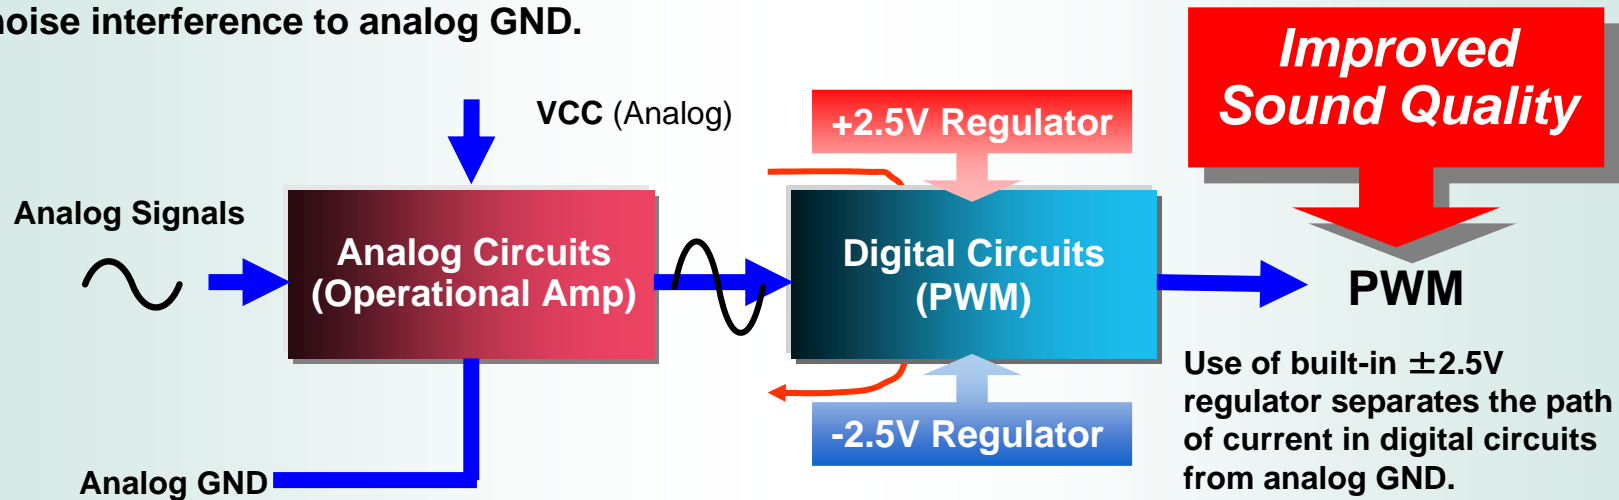 noise interference to analog GND.
Improved
Sound Quality
VCC (Analog)
+2.5V Regulator
Analog Signals
Analog Circuits
(Operational Amp)
Digital Circuits
(PWM)
PWM
-2.5V Regulator
Use of built-in ±2.5V
regulator separates the path
of current in digital circuits
from analog GND.
Analog GND